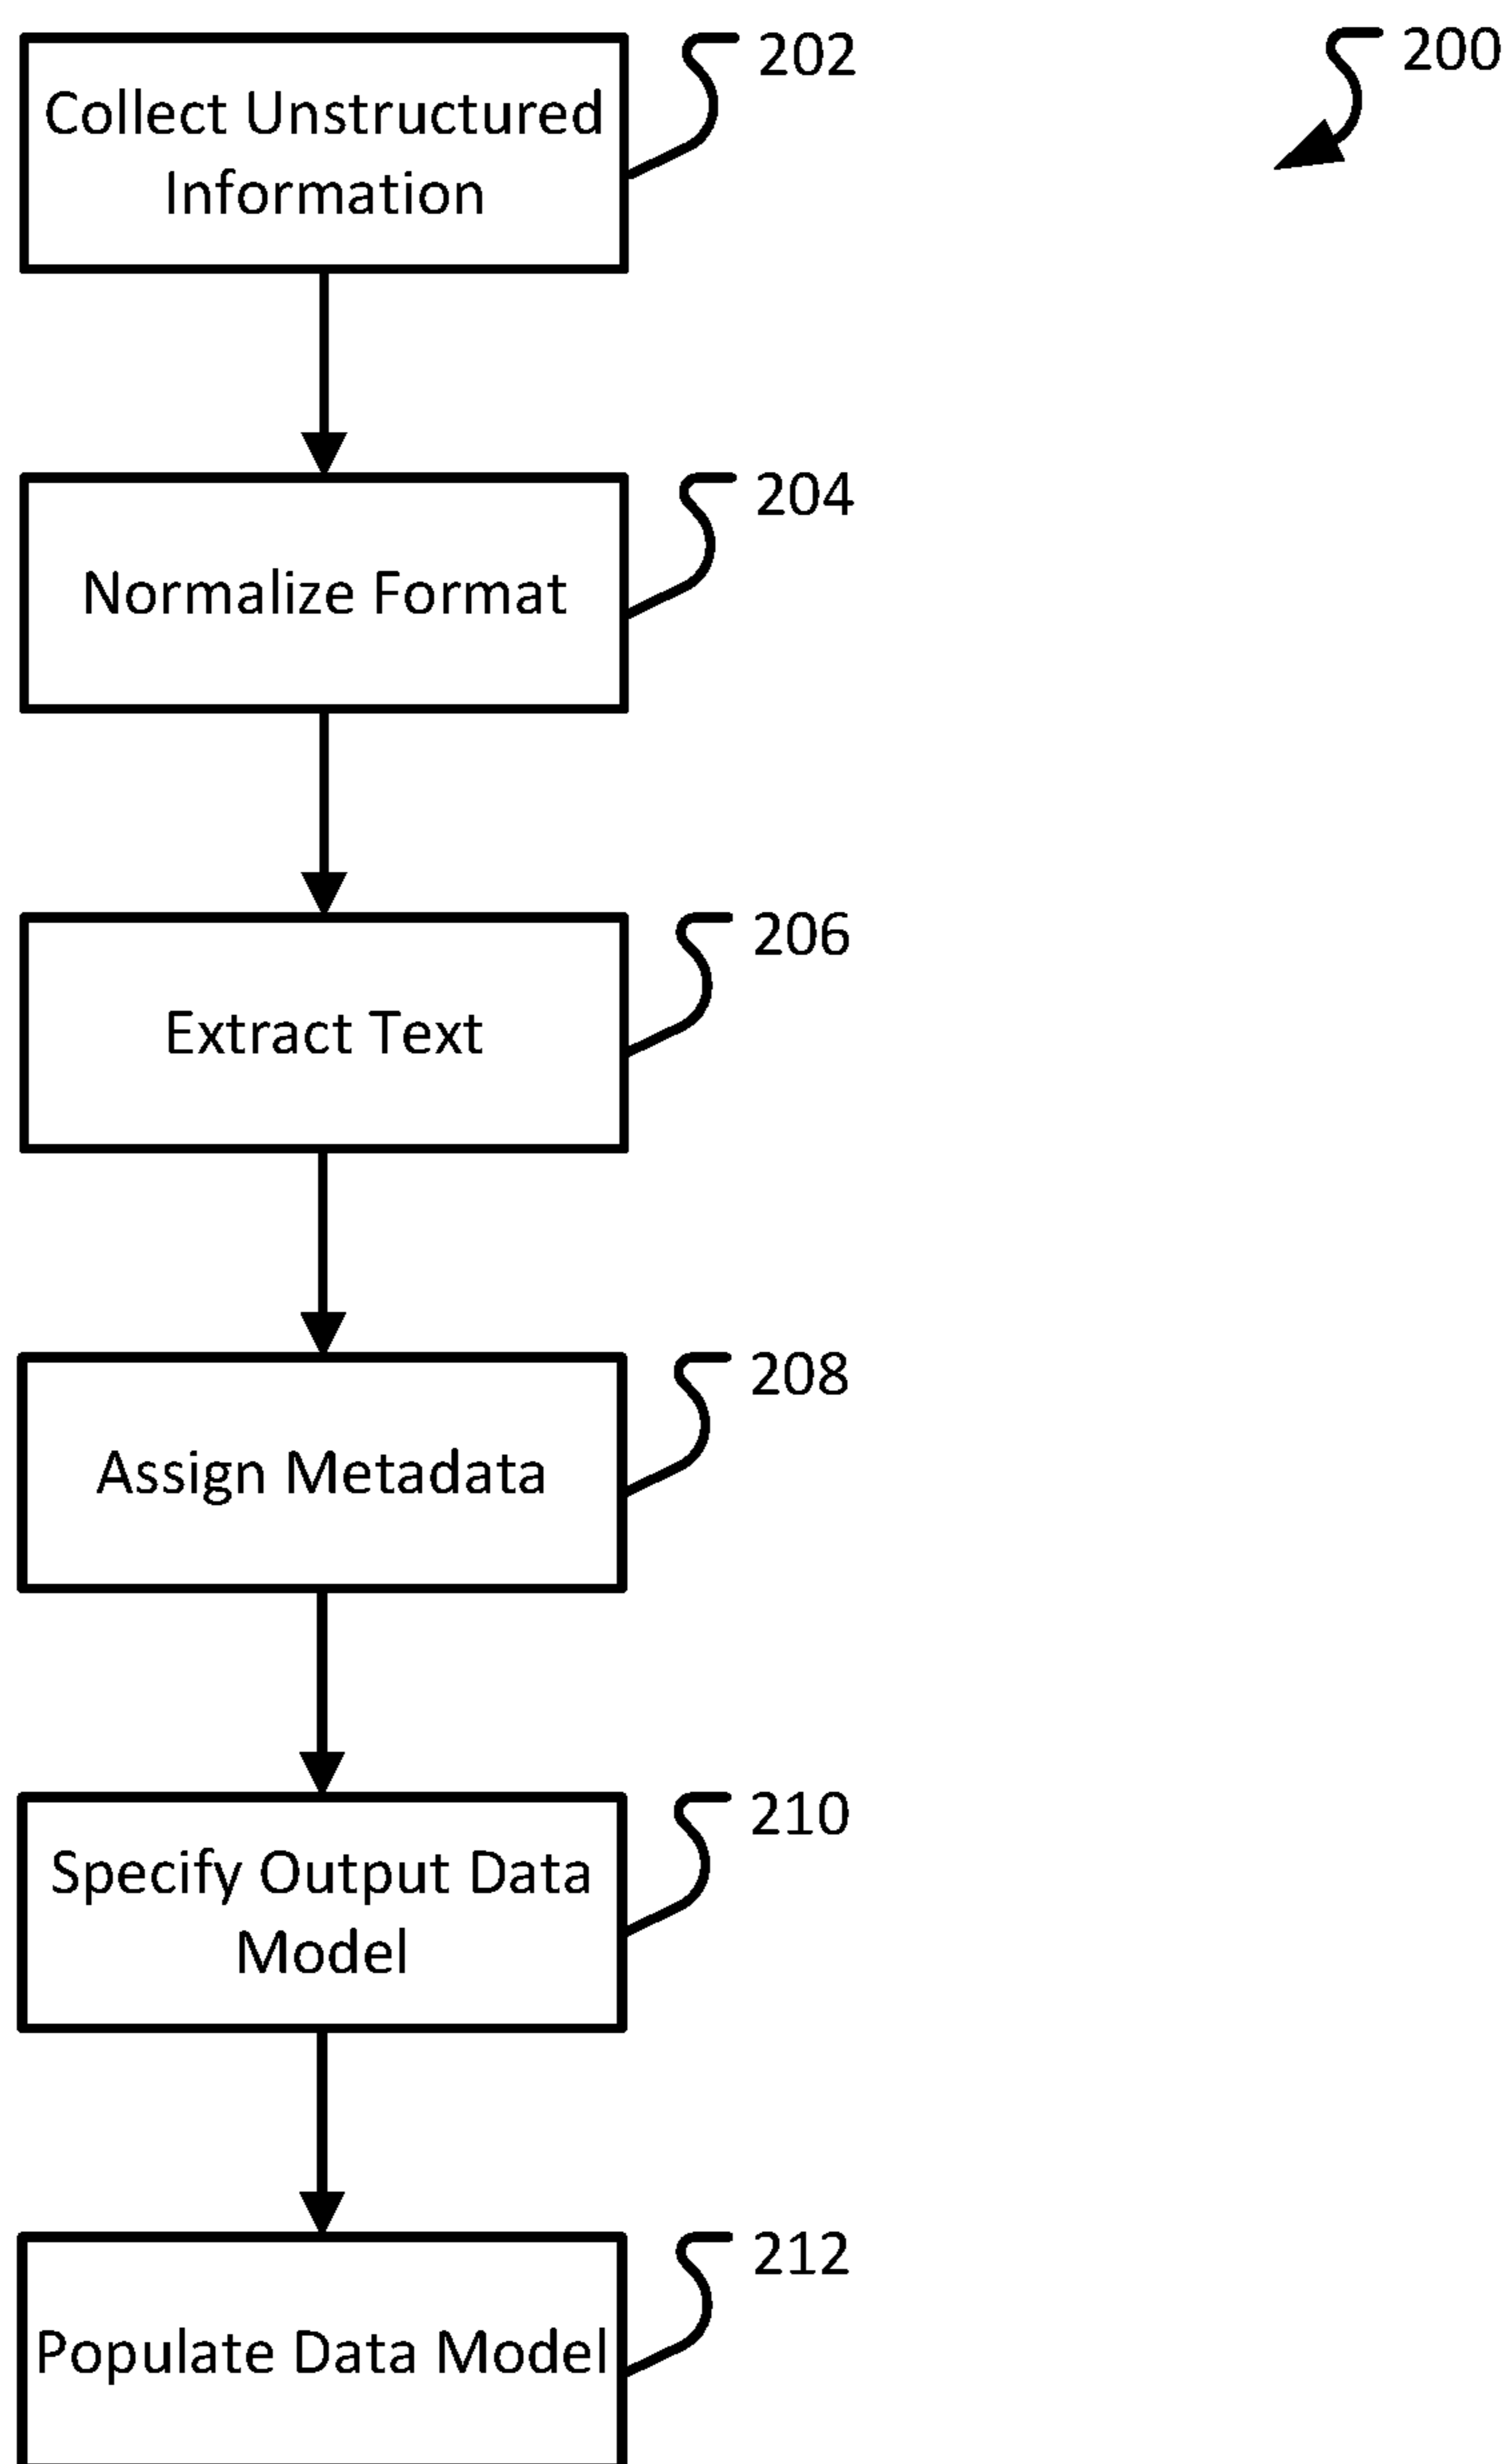 202
200
Collect Unstructured
Information
204
Normalize Format
206
Extract Text
208
Assign Metadata
210
Specify Output Data
Model
212
Populate Data Model